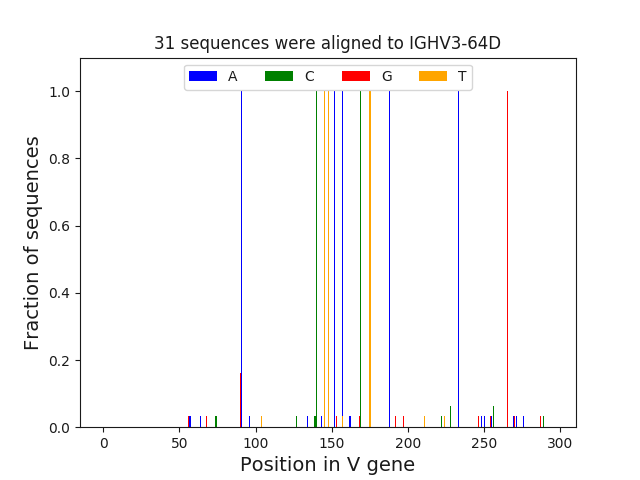 31 sequences were aligned to IGHV3-64D
A C G T
1.0
0.8
0.6
0.4
0.2
0.0
Fraction of sequences
0 50 100 150 200 250 300
Position in V gene